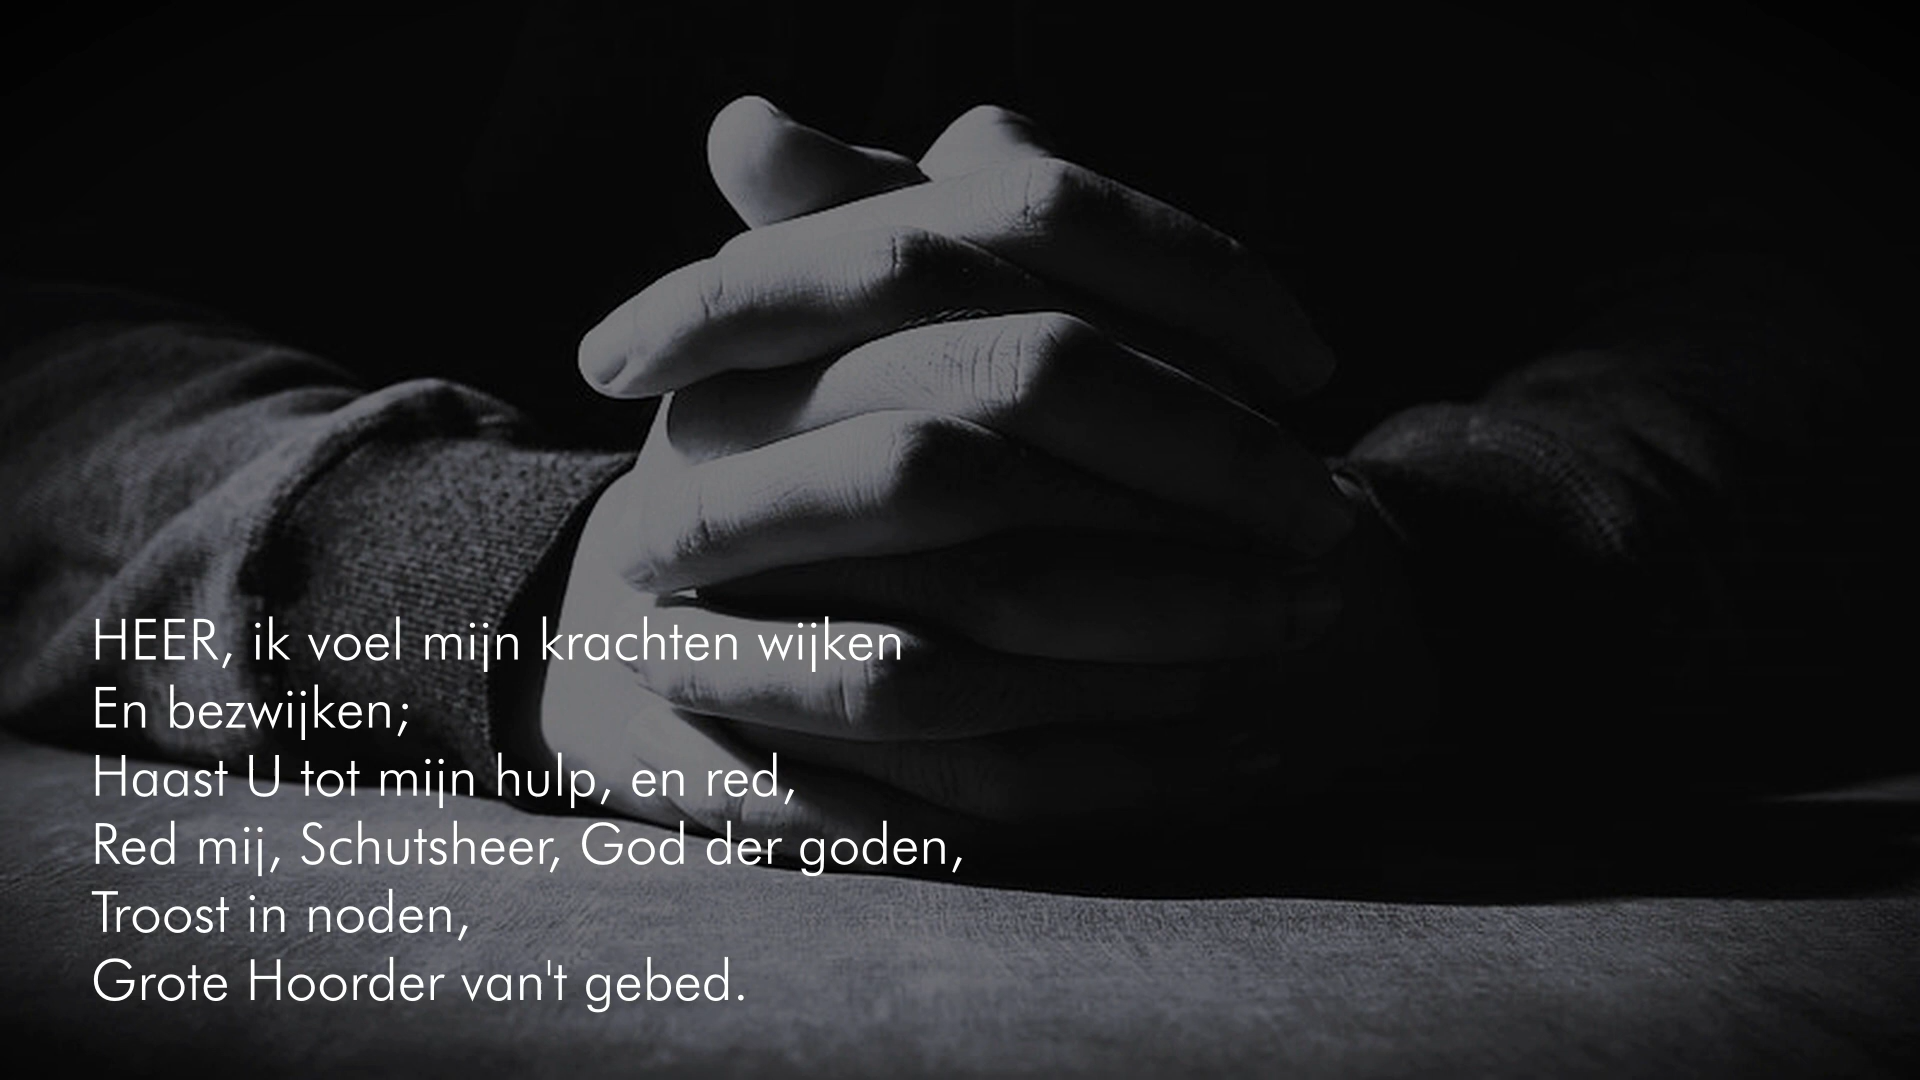 HEER, ik voel mijn krachten wijken
En bezwijken;
Haast U tot mijn hulp, en red,
Red mij, Schutsheer, God der goden,
Troost in noden,
Grote Hoorder van't gebed.